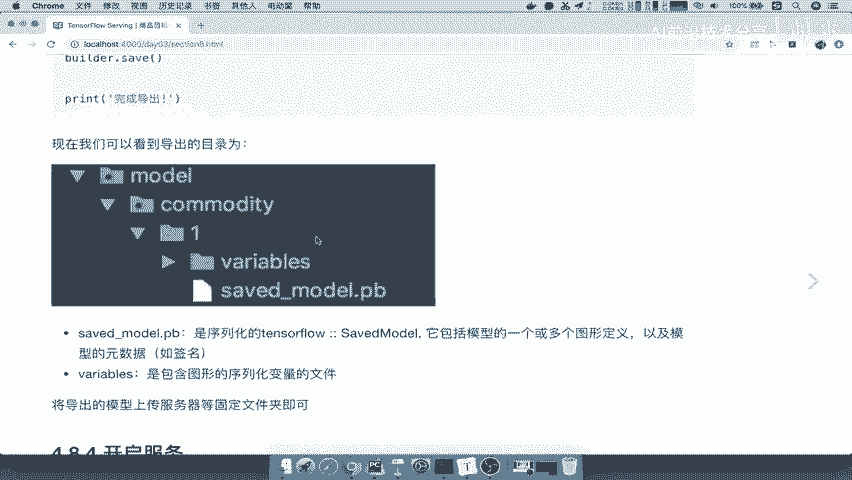 Chrome 文件 修改 视图 历史记录 书签 其他人 电动窗 帮助
100%
TensorFlow Serving | 爆品目标
localhost:4000/day03/section8.html
builder.save()
print('完成导出!')
现在我们可以看到导出的目录为：
model
commodity
1
variables
saved_model.pb
saved_model.pb：是序列化的tensorflow :: SavedModel, 它包括模型的一个或多个图形定义，以及模
型的元数据（如签名）
variables：是包含图形的序列化变量的文件
将导出的模型上传服务器等固定文件夹即可
4.8.4 开启服务